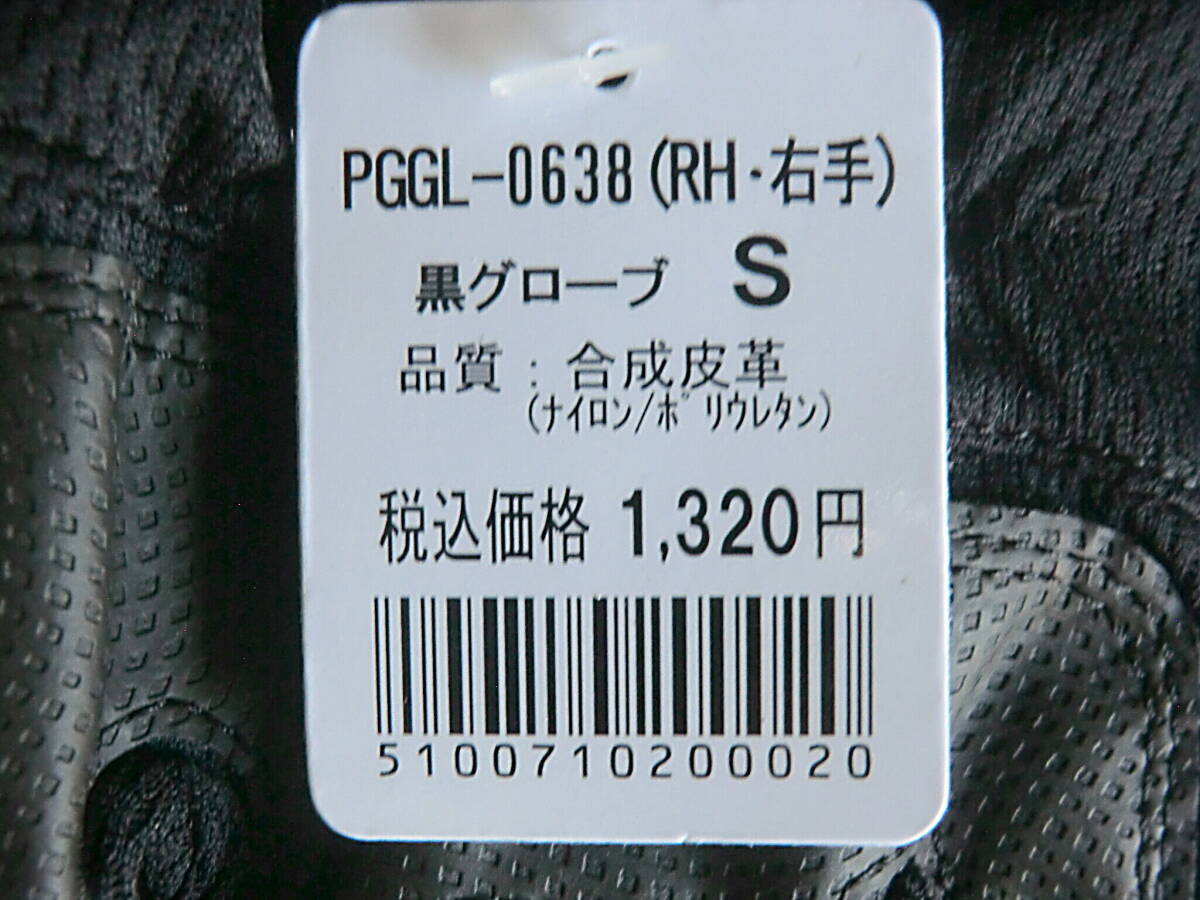 PGGL-0638(RH・右手)
黒グローブ S
品質：合成皮革
(ﾅｲﾛﾝ/ﾎﾟﾘｳﾚﾀﾝ)
税込価格 1,320円
5100710200020